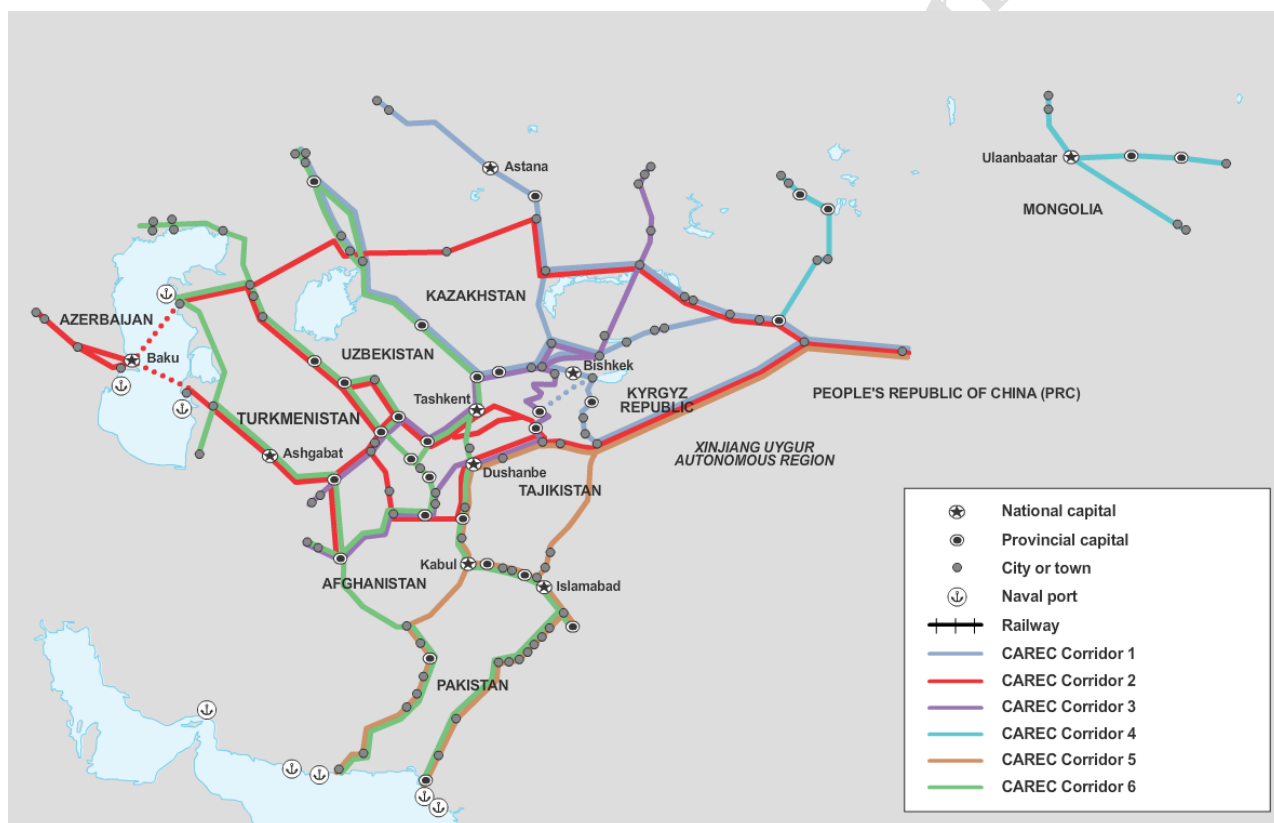 Astana
Ulaanbaatar
MONGOLIA
KAZAKHSTAN
AZERBAIJAN
Baku
UZBEKISTAN
Bishkek
KYRGYZ
REPUBLIC
PEOPLE'S REPUBLIC OF CHINA (PRC)
Tashkent
TURKMENISTAN
XINJIANG UYGUR
AUTONOMOUS REGION
Ashgabat
Dushanbe
TAJIKISTAN
Kabul
AFGHANISTAN
Islamabad
PAKISTAN
National capital
Provincial capital
City or town
Naval port
Railway
CAREC Corridor 1
CAREC Corridor 2
CAREC Corridor 3
CAREC Corridor 4
CAREC Corridor 5
CAREC Corridor 6